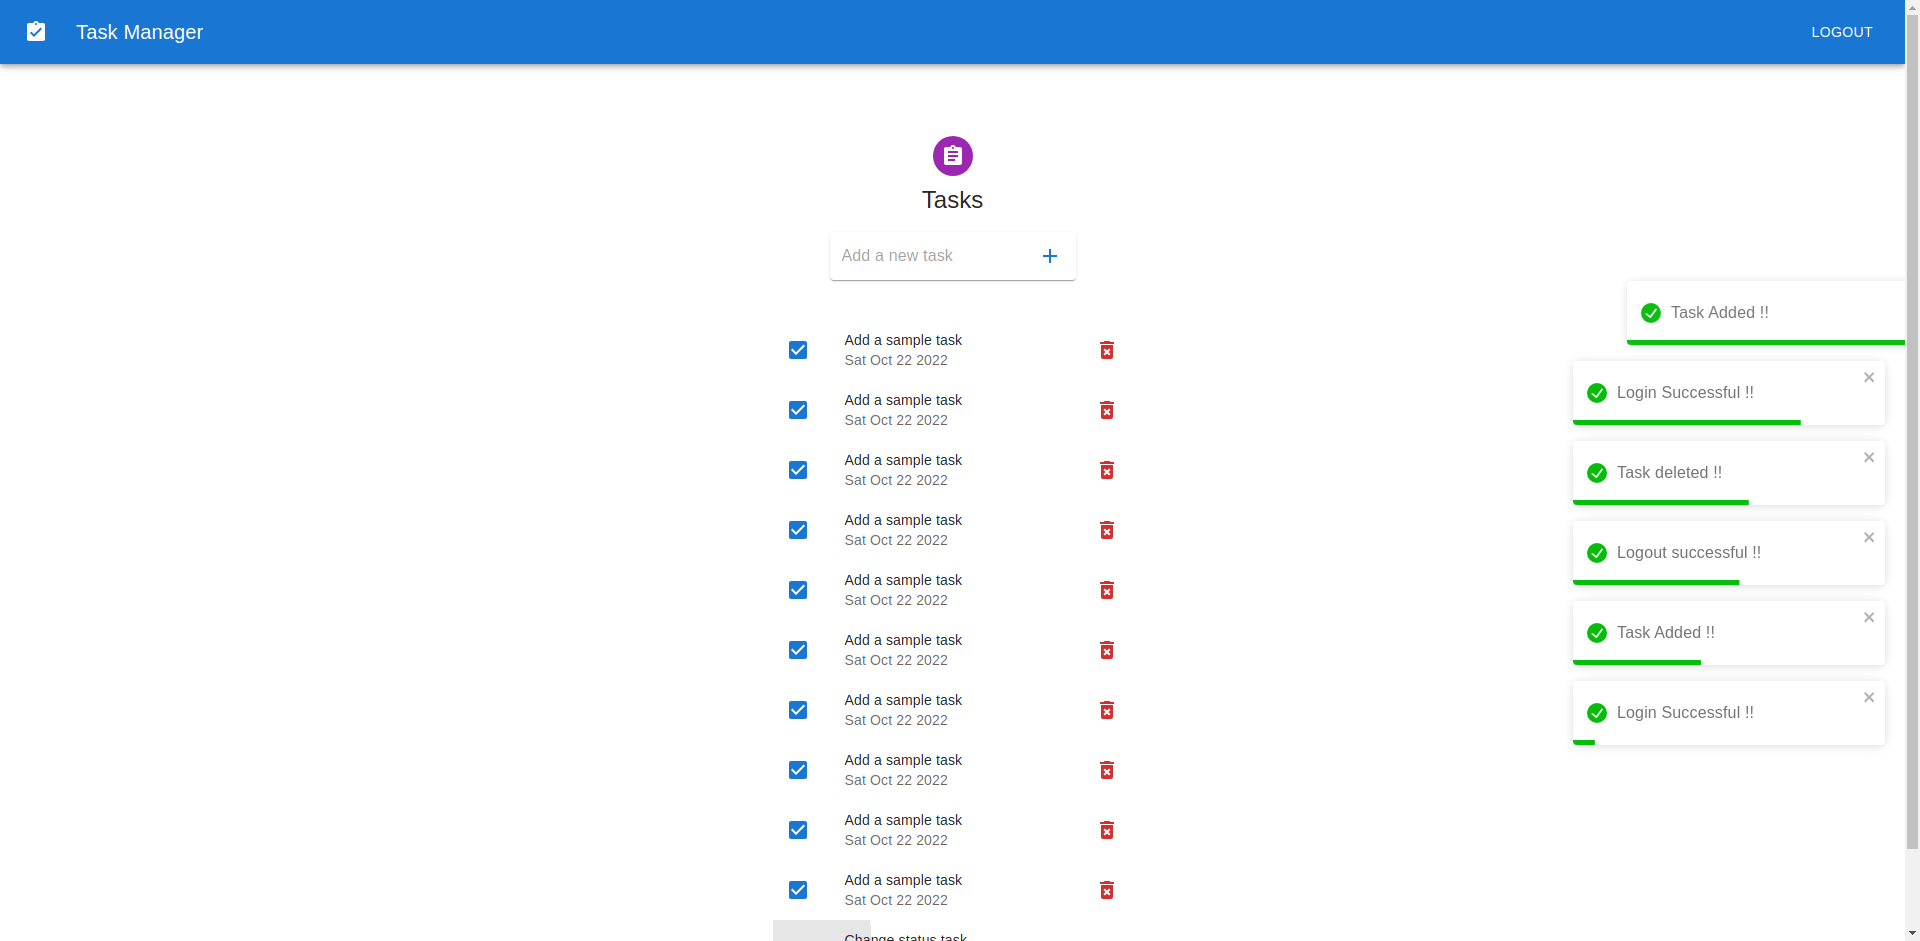 Task Manager
LOGOUT
Tasks
Add a new task
Add a sample task
Sat Oct 22 2022
Add a sample task
Sat Oct 22 2022
Add a sample task
Sat Oct 22 2022
Add a sample task
Sat Oct 22 2022
Add a sample task
Sat Oct 22 2022
Add a sample task
Sat Oct 22 2022
Add a sample task
Sat Oct 22 2022
Add a sample task
Sat Oct 22 2022
Add a sample task
Sat Oct 22 2022
Add a sample task
Sat Oct 22 2022
Change status task
Task Added !!
Login Successful !!
Task deleted !!
Logout successful !!
Task Added !!
Login Successful !!